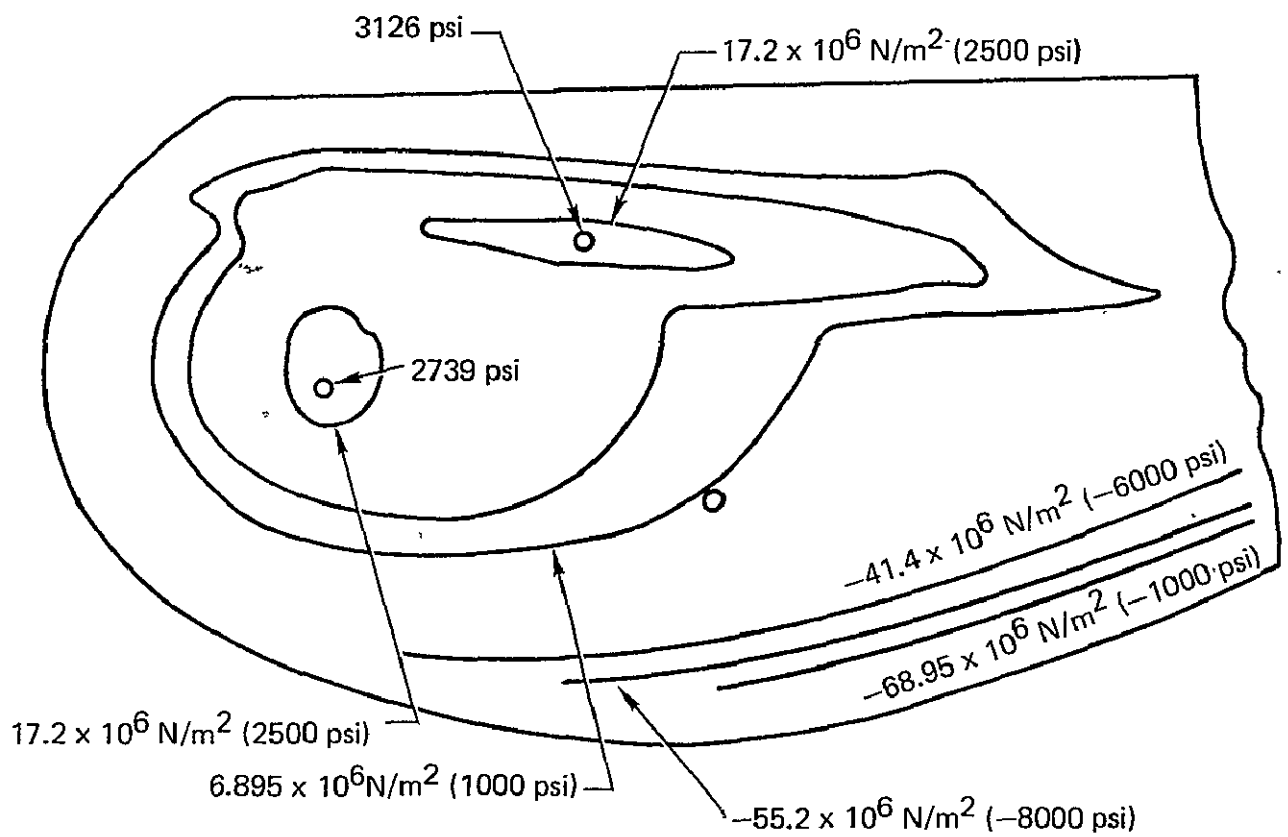 3126 psi
17.2 x 10⁶ N/m² (2500 psi)
2739 psi
−41.4 x 10⁶ N/m² (−6000 psi)
−68.95 x 10⁶ N/m² (−1000 psi)
17.2 x 10⁶ N/m² (2500 psi)
6.895 x 10⁶N/m² (1000 psi)
−55.2 x 10⁶ N/m² (−8000 psi)